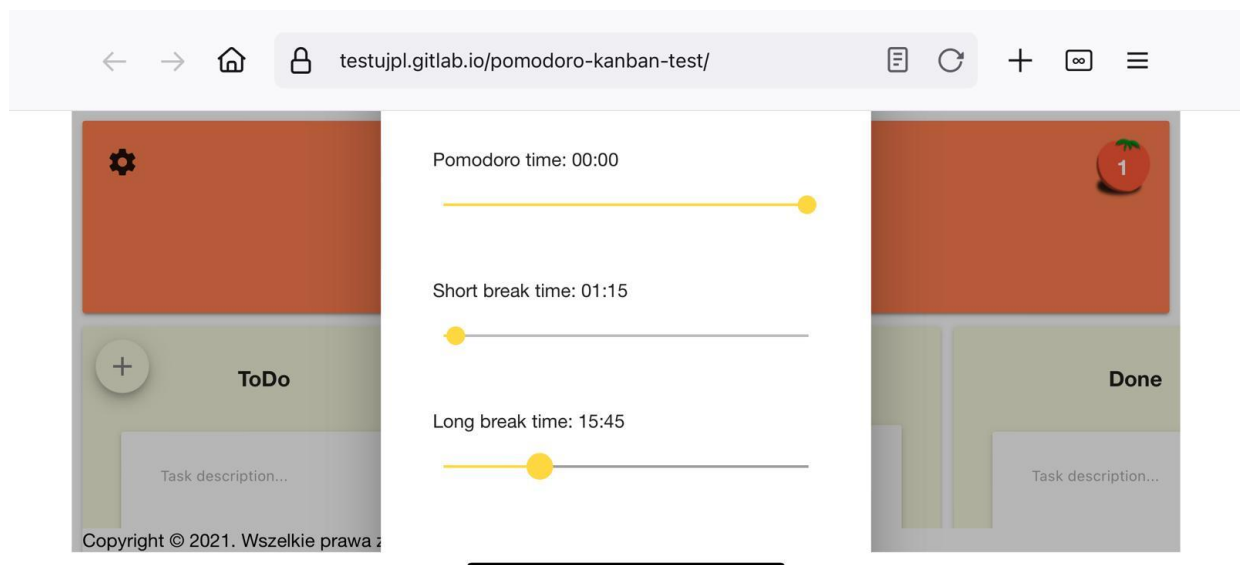 testujpl.gitlab.io/pomodoro-kanban-test/
Pomodoro time: 00:00
1
Short break time: 01:15
ToDo
Done
Long break time: 15:45
Task description...
Task description...
Copyright © 2021. Wszelkie prawa